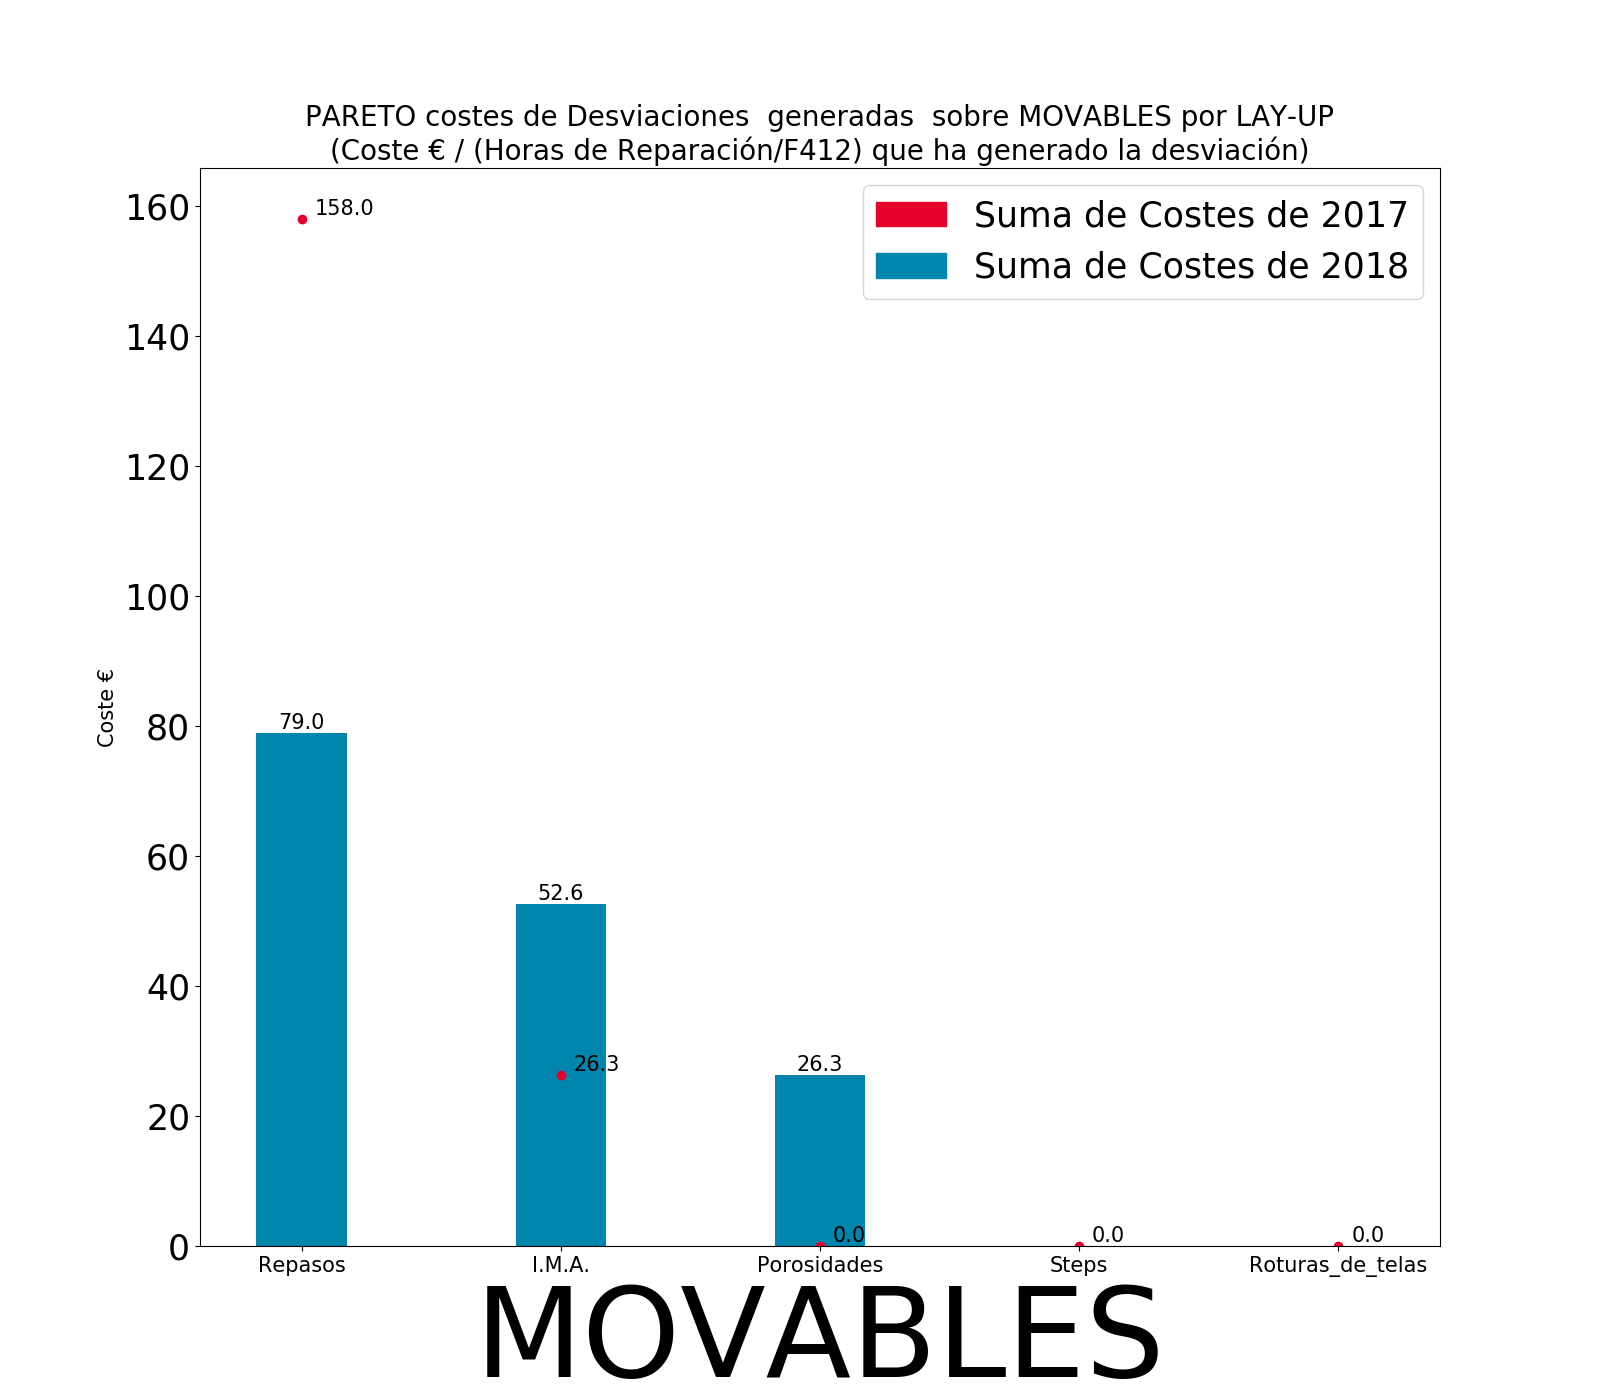 PARETO costes de Desviaciones  generadas  sobre MOVABLES por LAY-UP
(Coste € / (Horas de Reparación/F412) que ha generado la desviación)
Suma de Costes de 2017
Suma de Costes de 2018
Coste €
160
140
120
100
80
60
40
20
0
158.0
79.0
52.6
26.3
26.3
0.0
0.0
0.0
Repasos
I.M.A.
Porosidades
Steps
Roturas_de_telas
MOVABLES